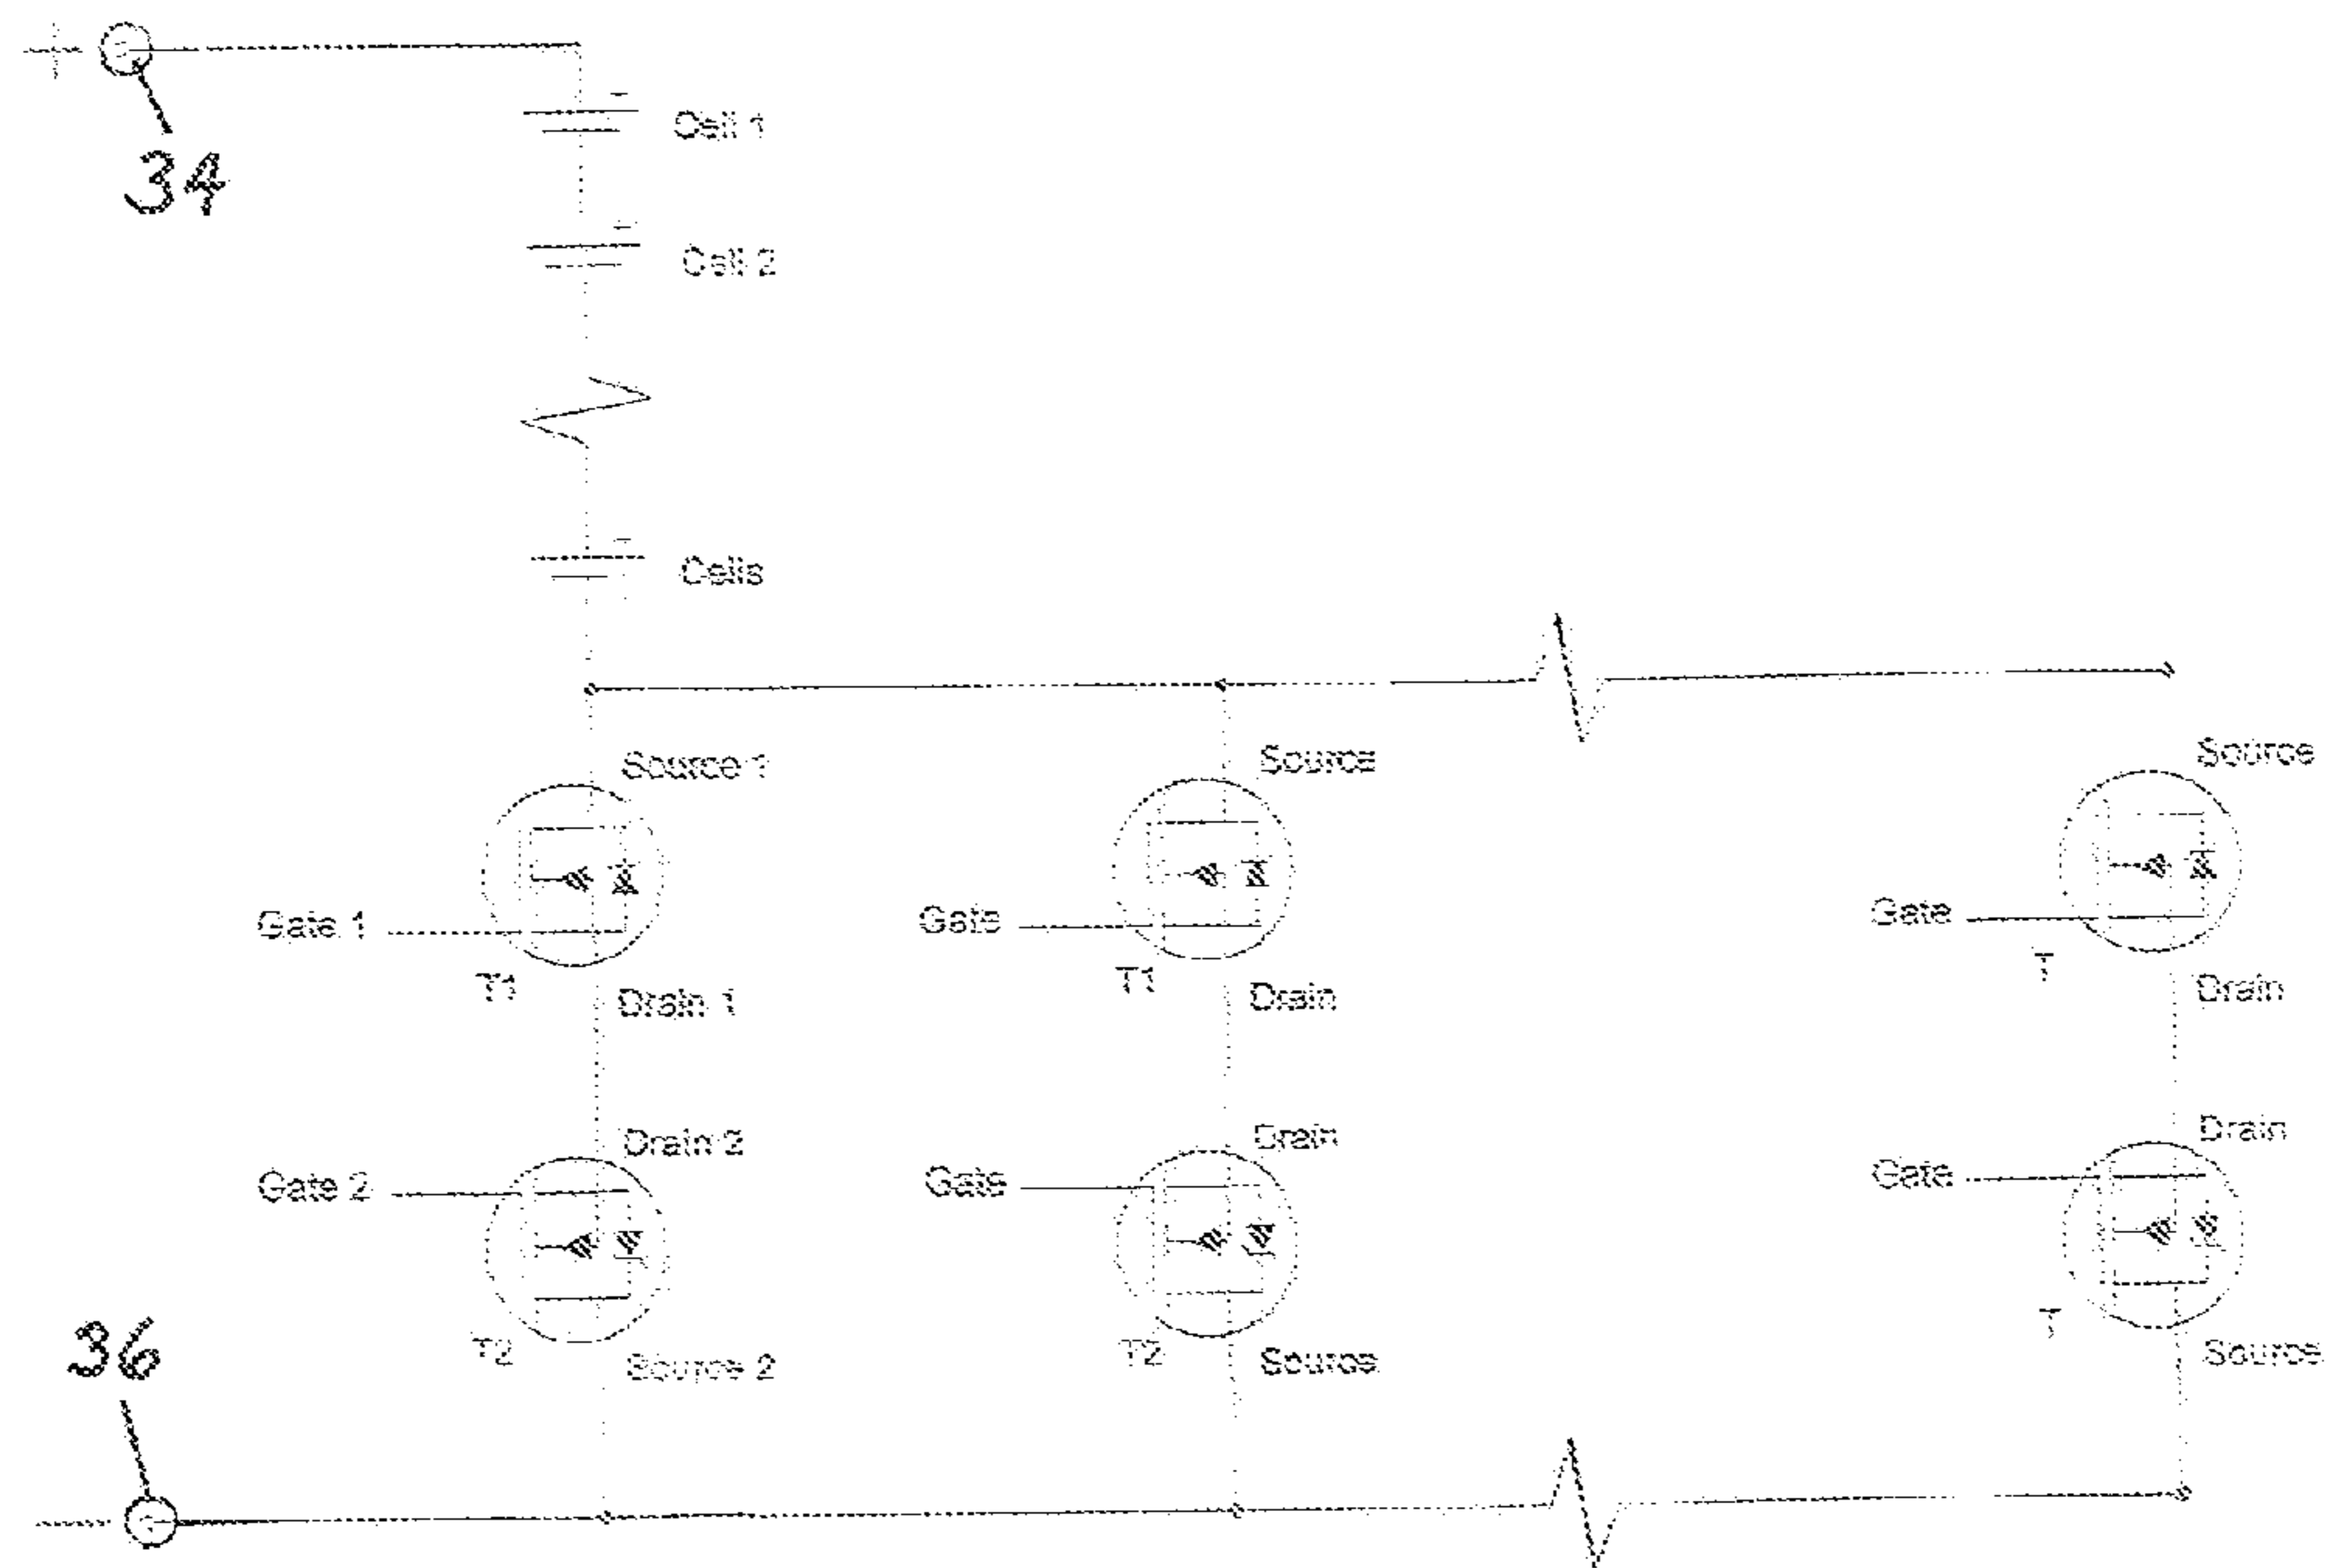 +
34
Cell 1
Cell 2
Cells
Source 1
Source
Source
Gate 1
Gate
Gate
T1
T1
T
Drain 1
Drain
Drain
Drain 2
Drain
Drain
Gate 2
Gate
Gate
T2
T2
T
Source 2
Source
Source
36